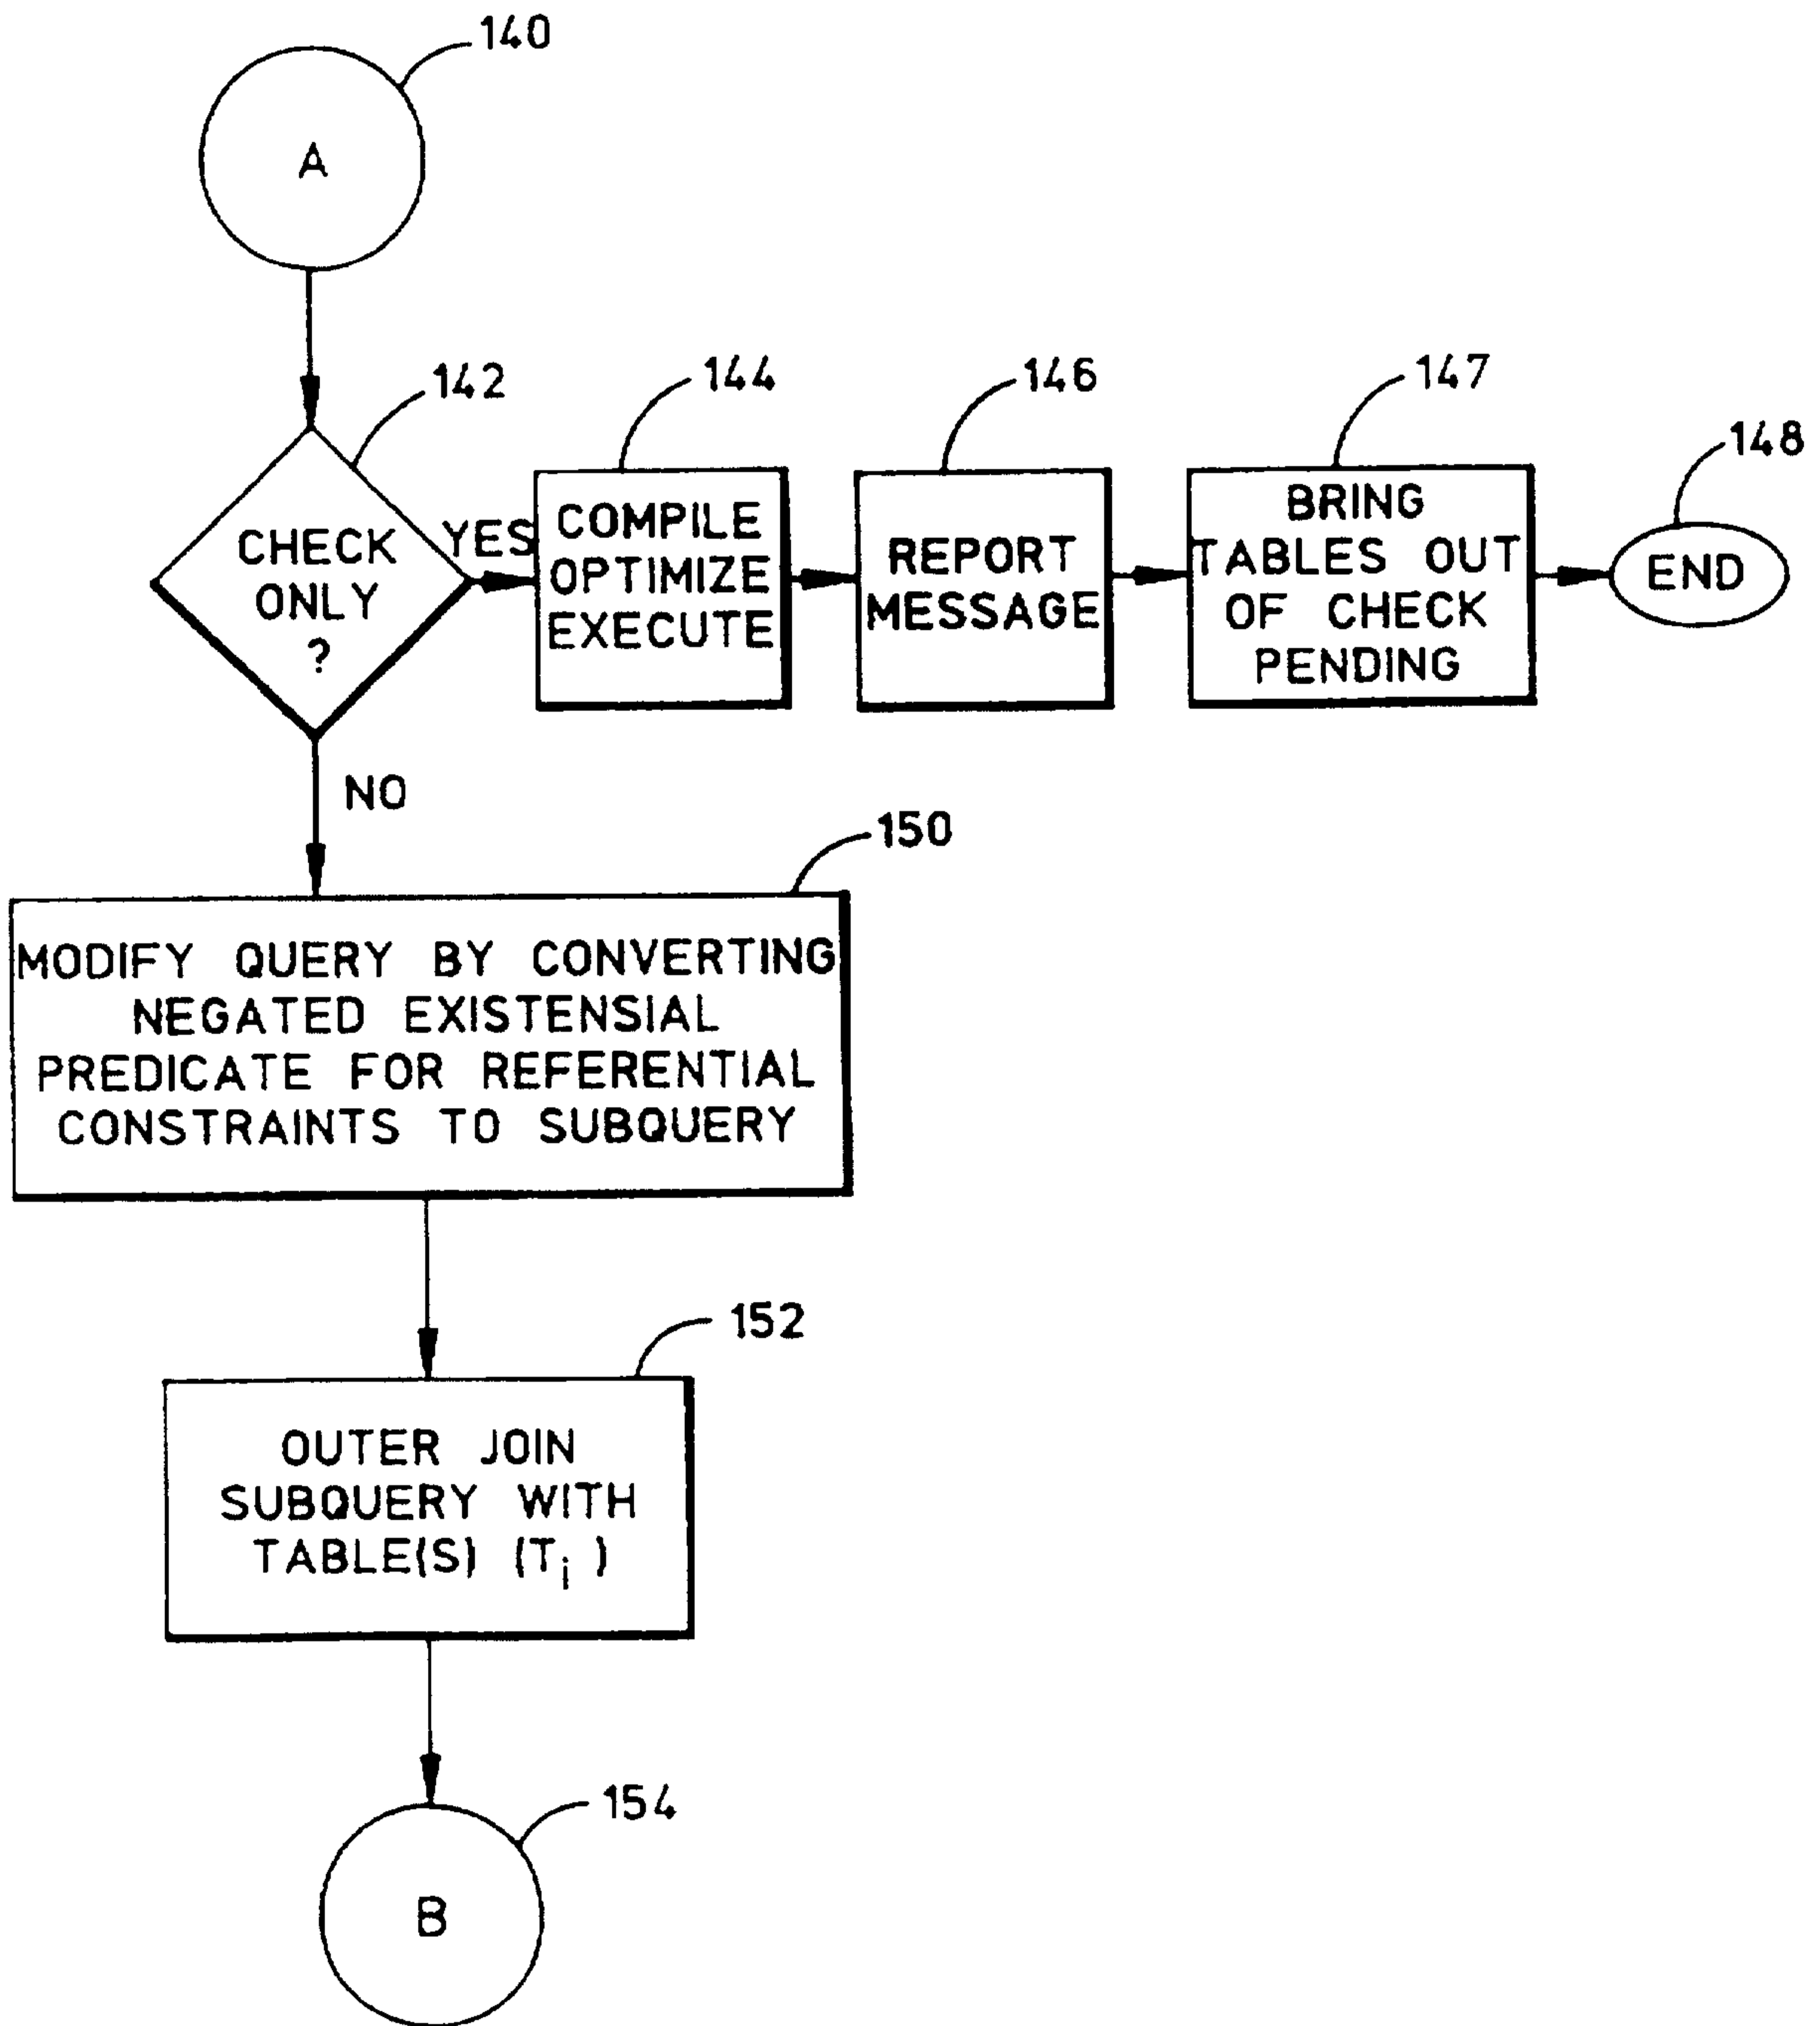 140
A
142
144
146
147
148
CHECK
ONLY
?
YES
COMPILE
OPTIMIZE
EXECUTE
REPORT
MESSAGE
BRING
TABLES OUT
OF CHECK
PENDING
END
NO
150
MODIFY QUERY BY CONVERTING
NEGATED EXISTENSIAL
PREDICATE FOR REFERENTIAL
CONSTRAINTS TO SUBQUERY
152
OUTER JOIN
SUBQUERY WITH
TABLE(S) (Ti )
154
B